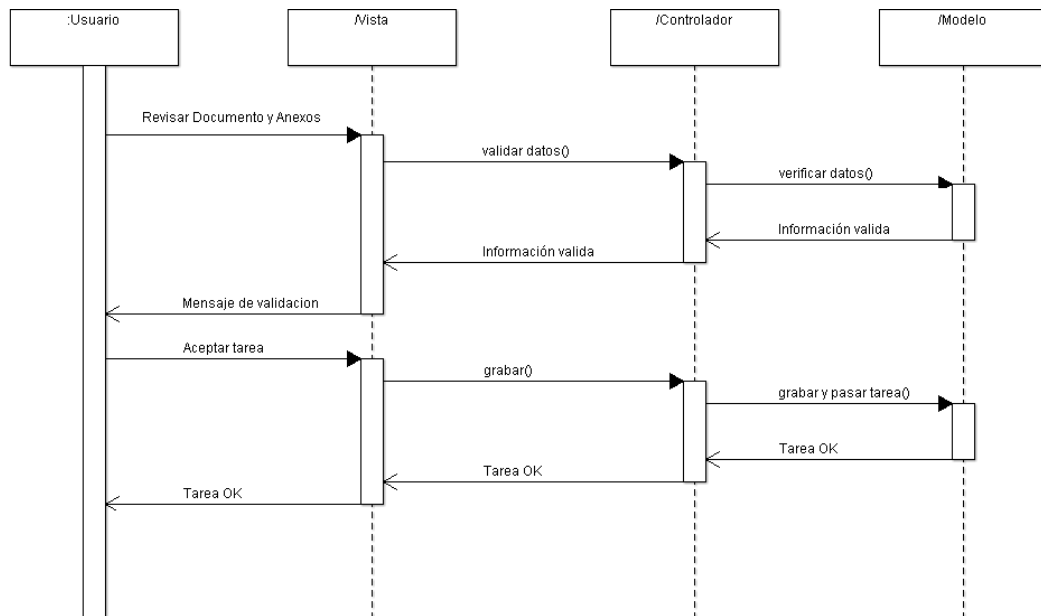 :Usuario
/Vista
/Controlador
/Modelo
Revisar Documento y Anexos
validar datos()
verificar datos()
Información valida
Información valida
Mensaje de validacion
Aceptar tarea
grabar()
grabar y pasar tarea()
Tarea OK
Tarea OK
Tarea OK